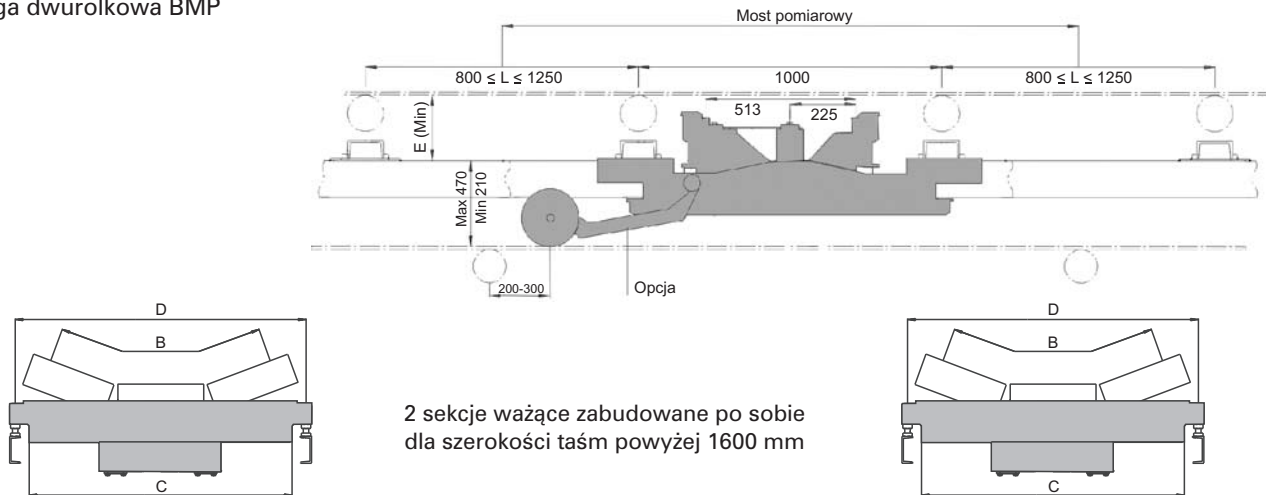 dwurolkowa BMP
Most pomiarowy
800 ≤ L ≤ 1250
1000
800 ≤ L ≤ 1250
513
225
E (Min)
Max 470
Min 210
200-300
Opcja
D
B
C
2 sekcje ważące zabudowane po sobie
dla szerokości taśm powyżej 1600 mm
D
B
C